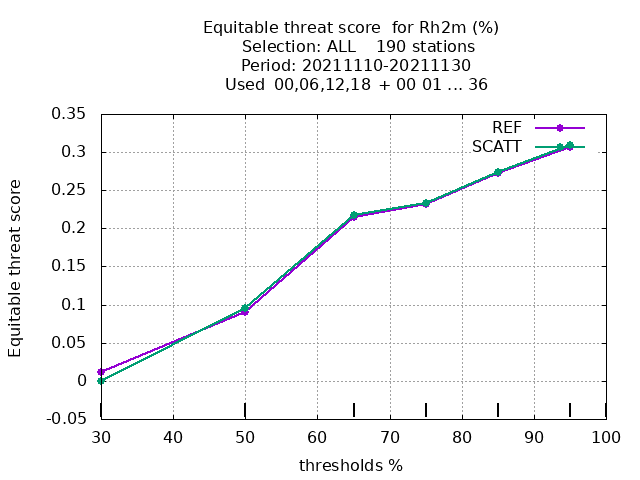 Equitable threat score  for Rh2m (%)
Selection: ALL    190 stations
Period: 20211110-20211130
Used  00,06,12,18  + 00 01 ... 36
REF
SCATT
Equitable threat score
0.35
0.3
0.25
0.2
0.15
0.1
0.05
0
-0.05
30 40 50 60 70 80 90 100
thresholds %